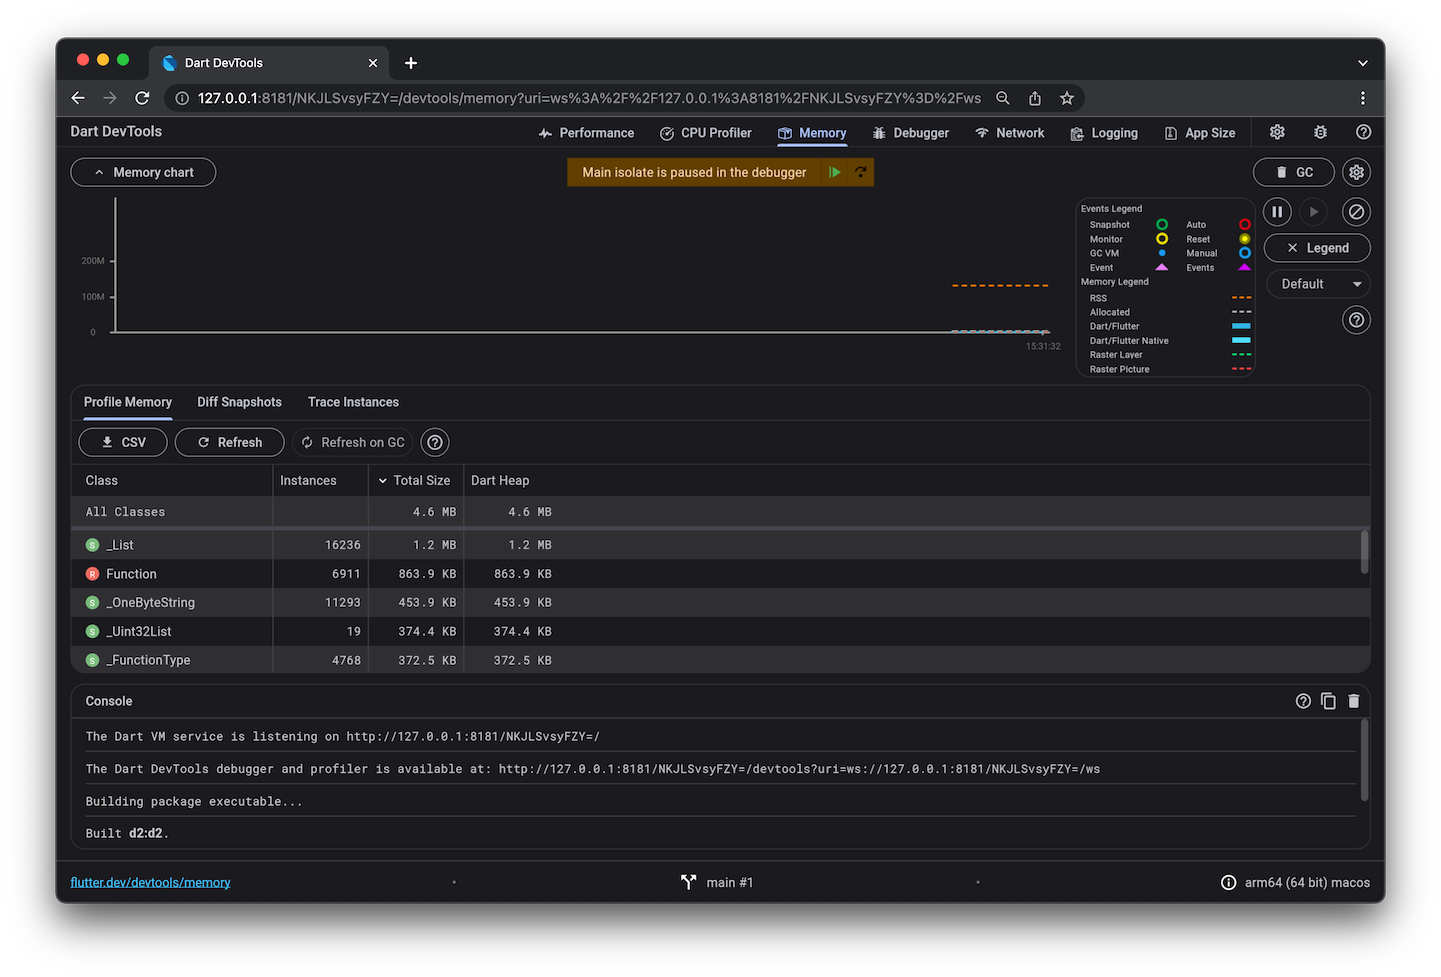 Dart DevTools
127.0.0.1:8181/NKJLSvsyFZY=/devtools/memory?uri=ws%3A%2F%2F127.0.0.1%3A8181%2FNKJLSvsyFZY%3D%2Fws
Dart DevTools Performance CPU Profiler Memory Debugger Network Logging App Size
Memory chart Main isolate is paused in the debugger GC
Events Legend
Snapshot Auto
Monitor Reset
GC VM Manual
Event Events
Memory Legend
RSS
Allocated
Dart/Flutter
Dart/Flutter Native
Raster Layer
Raster Picture
Legend
Default
200M
100M
0
15:31:32
Profile Memory Diff Snapshots Trace Instances
CSV Refresh Refresh on GC
Class Instances Total Size Dart Heap
All Classes 4.6 MB 4.6 MB
S _List 16236 1.2 MB 1.2 MB
R Function 6911 863.9 KB 863.9 KB
S _OneByteString 11293 453.9 KB 453.9 KB
S _Uint32List 19 374.4 KB 374.4 KB
S _FunctionType 4768 372.5 KB 372.5 KB
Console
The Dart VM service is listening on http://127.0.0.1:8181/NKJLSvsyFZY=/
The Dart DevTools debugger and profiler is available at: http://127.0.0.1:8181/NKJLSvsyFZY=/devtools?uri=ws://127.0.0.1:8181/NKJLSvsyFZY=/ws
Building package executable...
Built d2:d2.
flutter.dev/devtools/memory • main #1 • arm64 (64 bit) macos